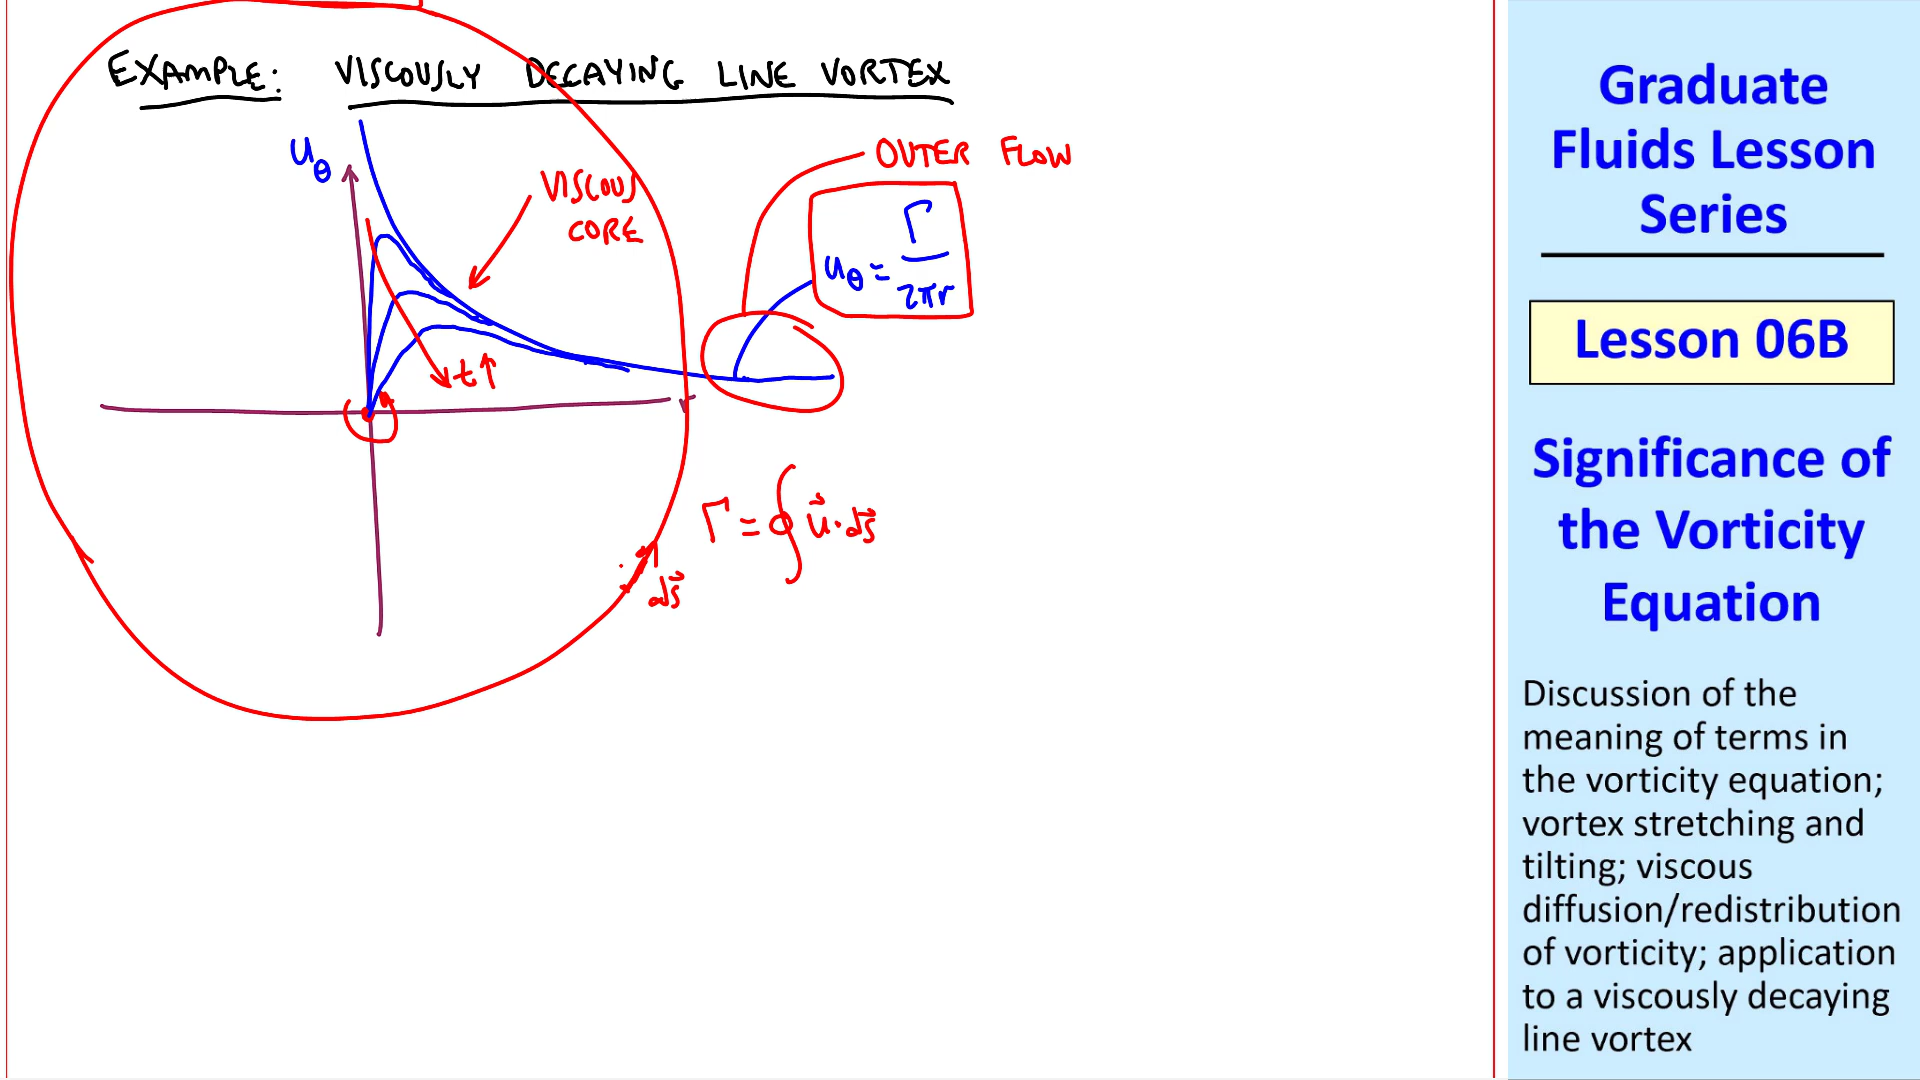 EXAMPLE: VISCOUSLY DECAYING LINE VORTEX
u_θ
VISCOUS
CORE
OUTER FLOW
u_θ = Γ/2πr
t↑
r
Γ = ∮ u⃗·ds⃗
ds⃗
Graduate
Fluids Lesson
Series
Lesson 06B
Significance of
the Vorticity
Equation
Discussion of the
meaning of terms in
the vorticity equation;
vortex stretching and
tilting; viscous
diffusion/redistribution
of vorticity; application
to a viscously decaying
line vortex